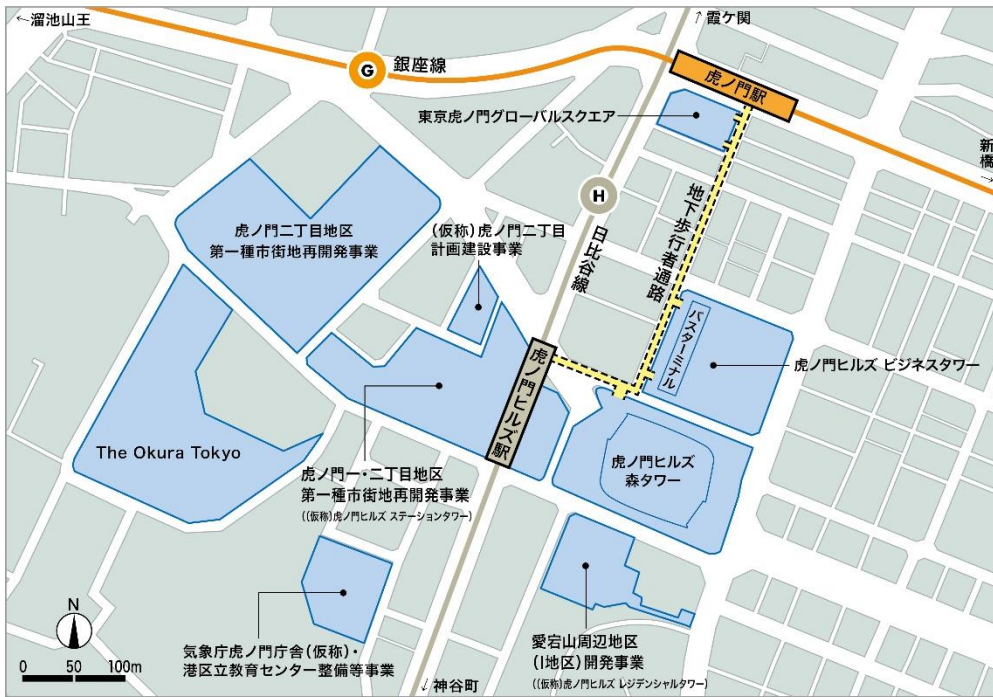 ←溜池山王
↗霞ケ関
G
銀座線
虎ノ門駅
東京虎ノ門グローバルスクエア
新橋→
H
日比谷線
地下歩行者通路
虎ノ門二丁目地区
第一種市街地再開発事業
(仮称)虎ノ門二丁目
計画建設事業
バスターミナル
虎ノ門ヒルズ ビジネスタワー
虎ノ門ヒルズ駅
The Okura Tokyo
虎ノ門一・二丁目地区
第一種市街地再開発事業
((仮称)虎ノ門ヒルズ ステーションタワー)
虎ノ門ヒルズ
森タワー
気象庁虎ノ門庁舎(仮称)・
港区立教育センター整備等事業
愛宕山周辺地区
(I地区)開発事業
((仮称)虎ノ門ヒルズ レジデンシャルタワー)
↙神谷町
N
0 50 100m